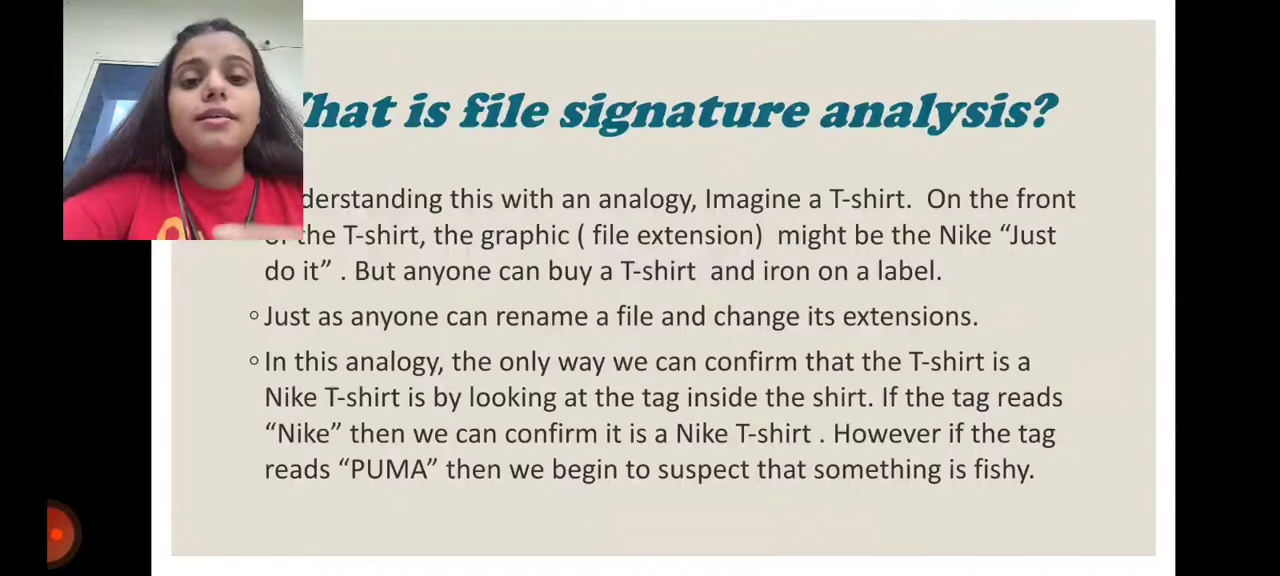 hat is file signature analysis?
derstanding this with an analogy, Imagine a T-shirt. On the front
of the T-shirt, the graphic ( file extension) might be the Nike “Just
do it” . But anyone can buy a T-shirt and iron on a label.
◦ Just as anyone can rename a file and change its extensions.
◦ In this analogy, the only way we can confirm that the T-shirt is a
Nike T-shirt is by looking at the tag inside the shirt. If the tag reads
“Nike” then we can confirm it is a Nike T-shirt . However if the tag
reads “PUMA” then we begin to suspect that something is fishy.